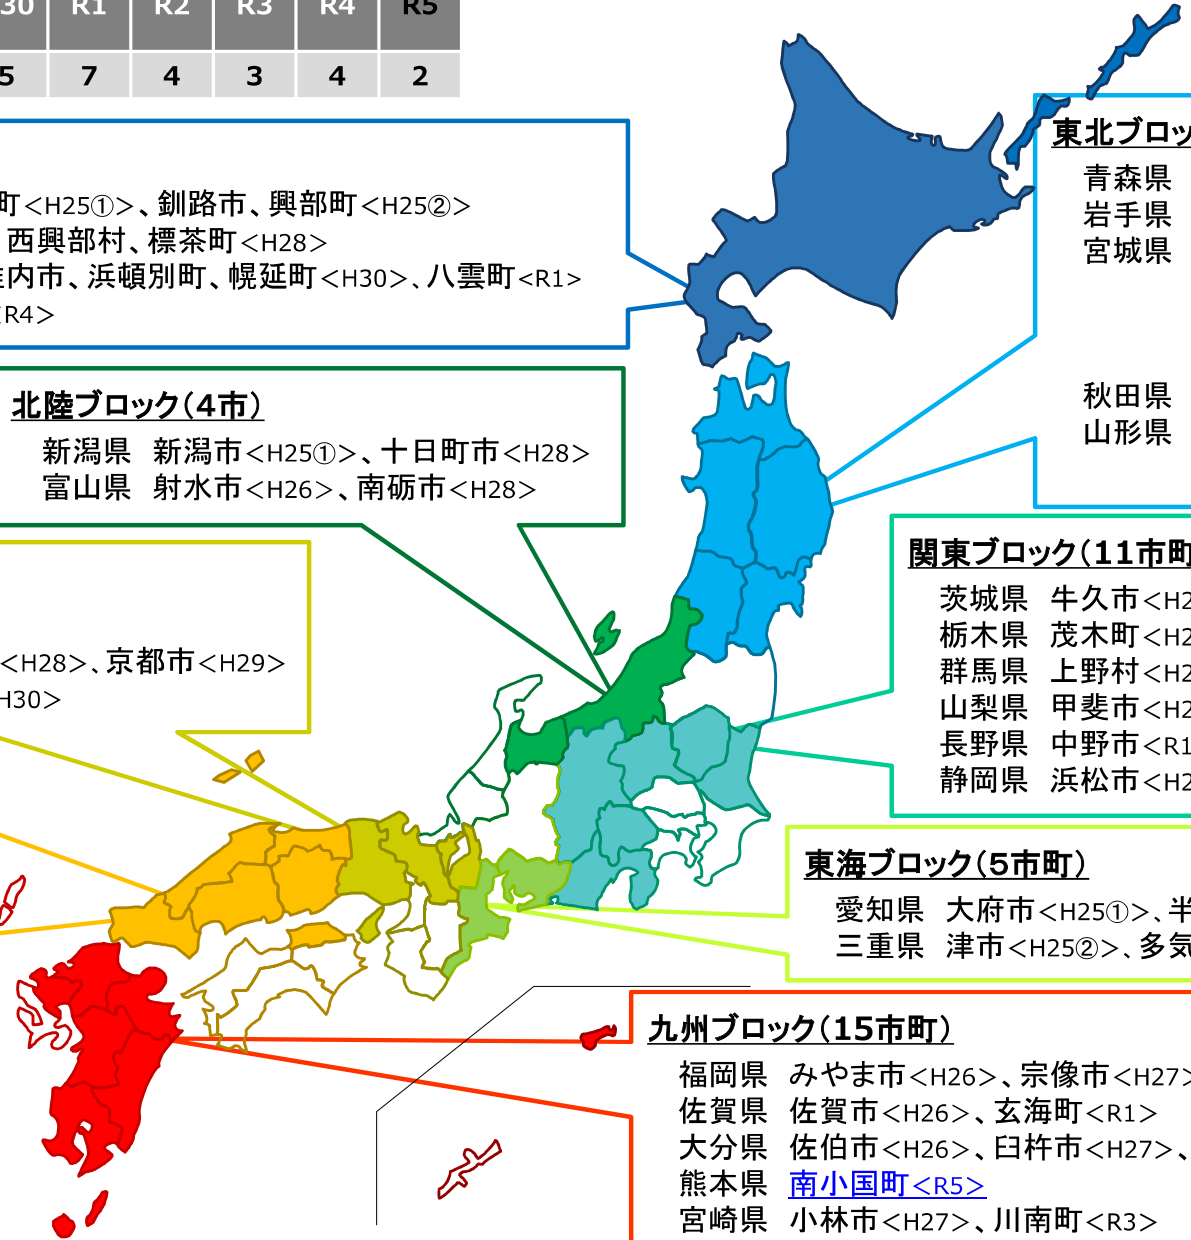 30 R1 R2 R3 R4 R5
5 7 4 3 4 2
町<H25①>、釧路市、興部町<H25②>
西興部村、標茶町<H28>
内市、浜頓別町、幌延町<H30>、八雲町<R1>
R4>
東北ブロッ
青森県
岩手県
宮城県
秋田県
山形県
北陸ブロック(4市)
新潟県 新潟市<H25①>、十日町市<H28>
富山県 射水市<H26>、南砺市<H28>
<H28>、京都市<H29>
H30>
関東ブロック(11市町
茨城県 牛久市<H2
栃木県 茂木町<H2
群馬県 上野村<H2
山梨県 甲斐市<H2
長野県 中野市<R1
静岡県 浜松市<H2
東海ブロック(5市町)
愛知県 大府市<H25①>、半
三重県 津市<H25②>、多気
九州ブロック(15市町)
福岡県 みやま市<H26>、宗像市<H27>
佐賀県 佐賀市<H26>、玄海町<R1>
大分県 佐伯市<H26>、臼杵市<H27>、
熊本県 南小国町<R5>
宮崎県 小林市<H27>、川南町<R3>